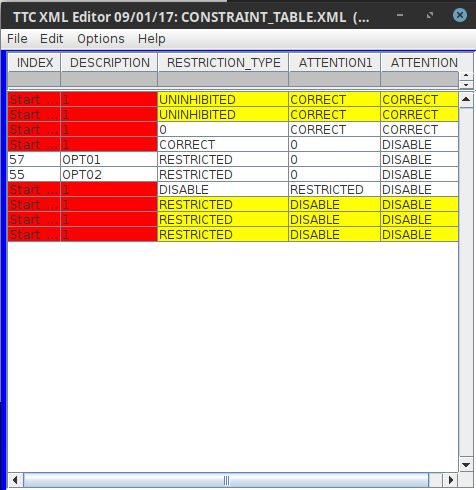 TTC XML Editor 09/01/17: CONSTRAINT_TABLE.XML (...
File Edit Options Help
INDEX DESCRIPTION RESTRICTION_TYPE ATTENTION1 ATTENTION
Start ... 1 UNINHIBITED CORRECT CORRECT
Start ... 1 UNINHIBITED CORRECT CORRECT
Start ... 1 0 CORRECT CORRECT
Start ... 1 CORRECT 0 DISABLE
57 OPT01 RESTRICTED 0 DISABLE
55 OPT02 RESTRICTED 0 DISABLE
Start ... 1 DISABLE RESTRICTED DISABLE
Start ... 1 RESTRICTED DISABLE DISABLE
Start ... 1 RESTRICTED DISABLE DISABLE
Start ... 1 RESTRICTED DISABLE DISABLE